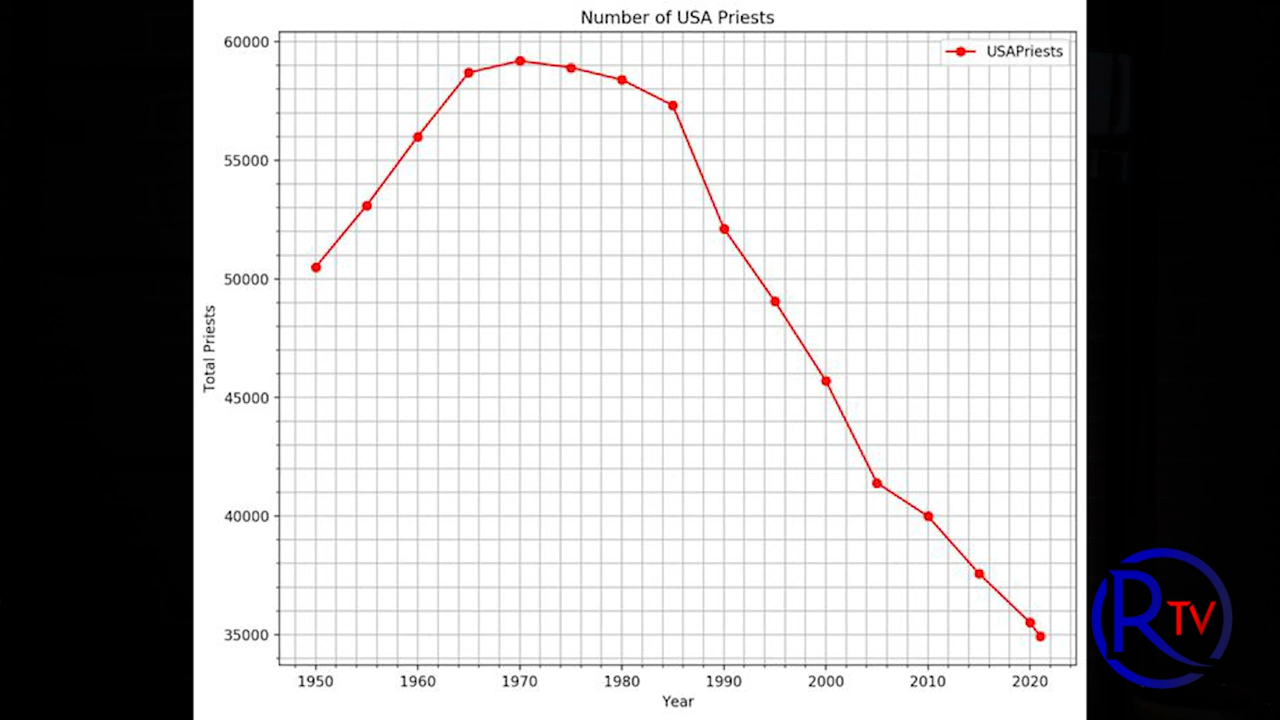 Number of USA Priests
USAPriests
60000
55000
50000
45000
40000
35000
Total Priests
1950 1960 1970 1980 1990 2000 2010 2020
Year
RTV